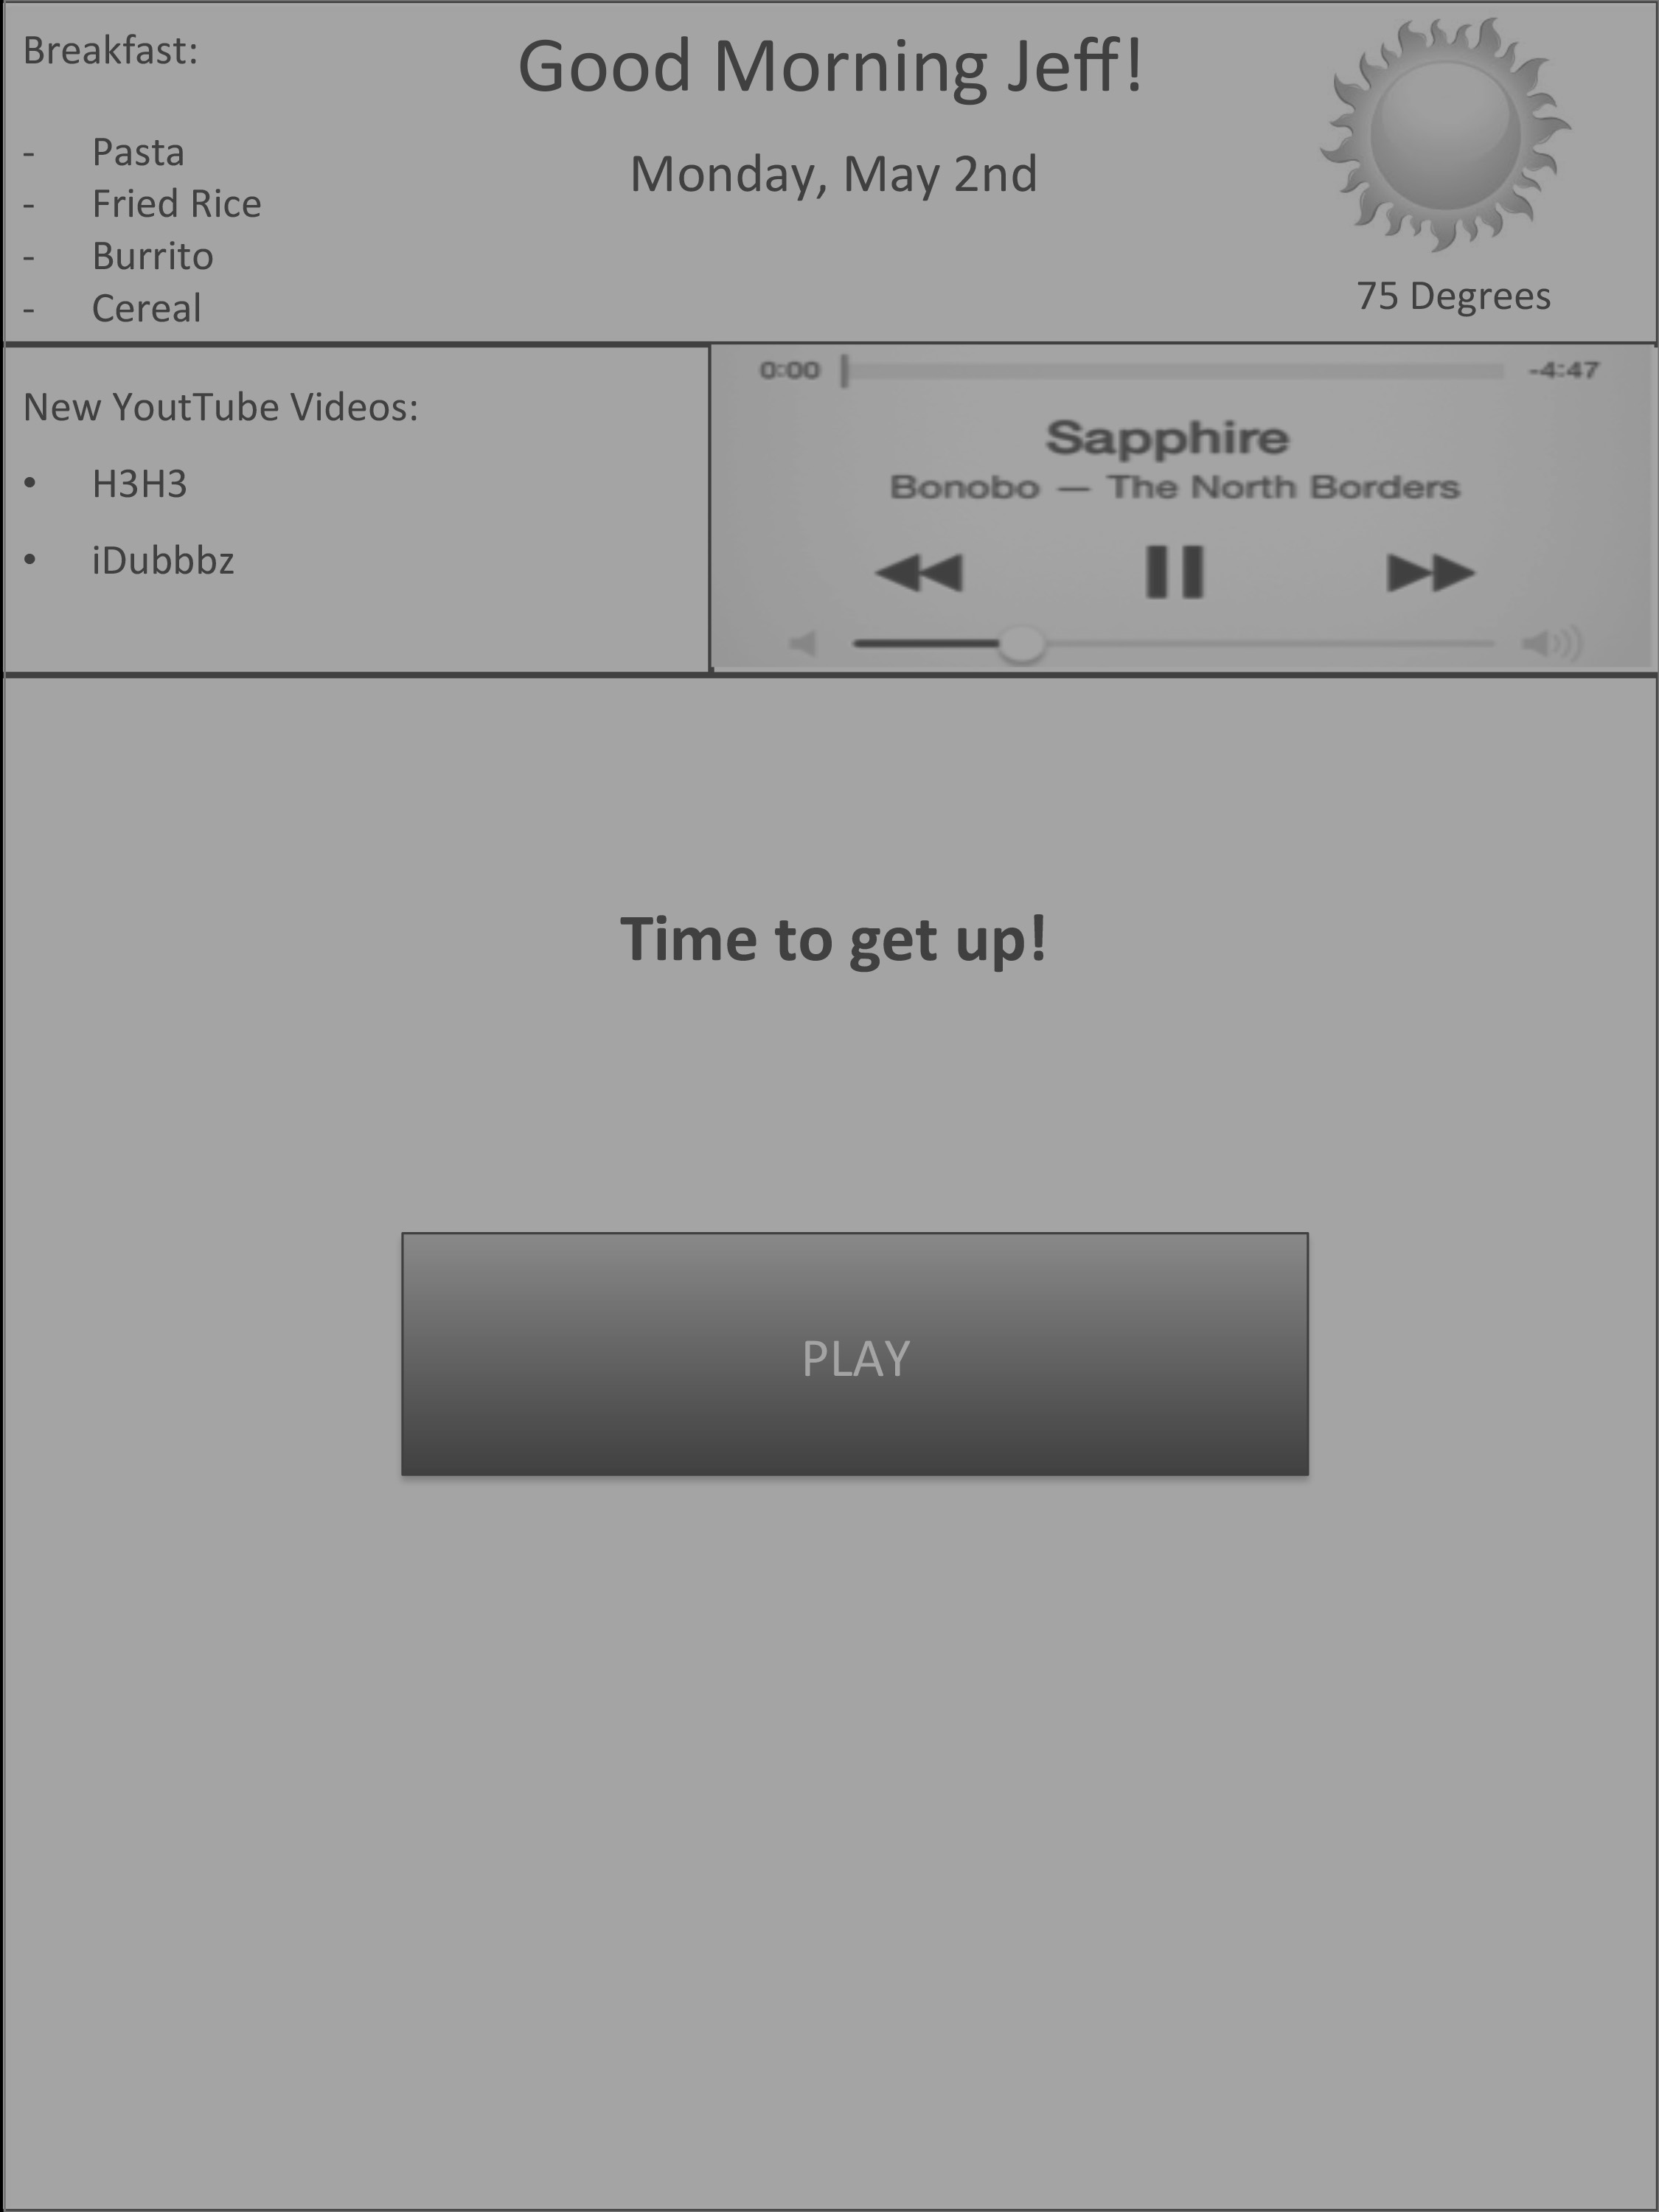 Breakfast:
- Pasta
- Fried Rice
- Burrito
- Cereal
Good Morning Jeff!
Monday, May 2nd
75 Degrees
New YoutTube Videos:
• H3H3
• iDubbbz
0:00 -4:47
Sapphire
Bonobo — The North Borders
Time to get up!
PLAY